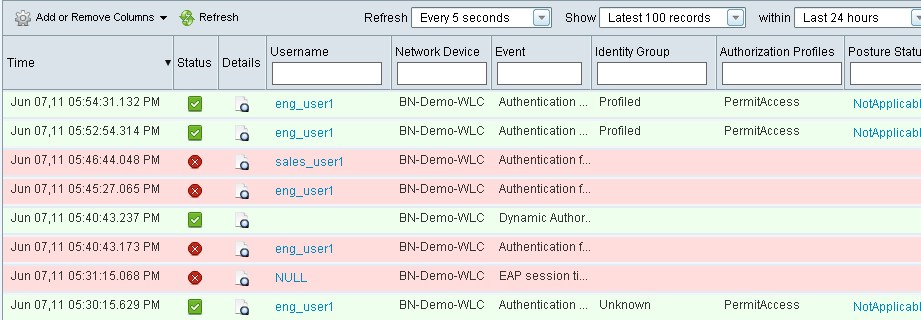 Add or Remove Columns Refresh Refresh Every 5 seconds Show Latest 100 records within Last 24 hours
Time Status Details Username Network Device Event Identity Group Authorization Profiles Posture Statu
Jun 07,11 05:54:31.132 PM eng_user1 BN-Demo-WLC Authentication ... Profiled PermitAccess NotApplicabl
Jun 07,11 05:52:54.314 PM eng_user1 BN-Demo-WLC Authentication ... Profiled PermitAccess NotApplicabl
Jun 07,11 05:46:44.048 PM sales_user1 BN-Demo-WLC Authentication f...
Jun 07,11 05:45:27.065 PM eng_user1 BN-Demo-WLC Authentication f...
Jun 07,11 05:40:43.237 PM BN-Demo-WLC Dynamic Author..
Jun 07,11 05:40:43.173 PM eng_user1 BN-Demo-WLC Authentication f...
Jun 07,11 05:31:15.068 PM NULL BN-Demo-WLC EAP session ti...
Jun 07,11 05:30:15.629 PM eng_user1 BN-Demo-WLC Authentication ... Unknown PermitAccess NotApplicabl